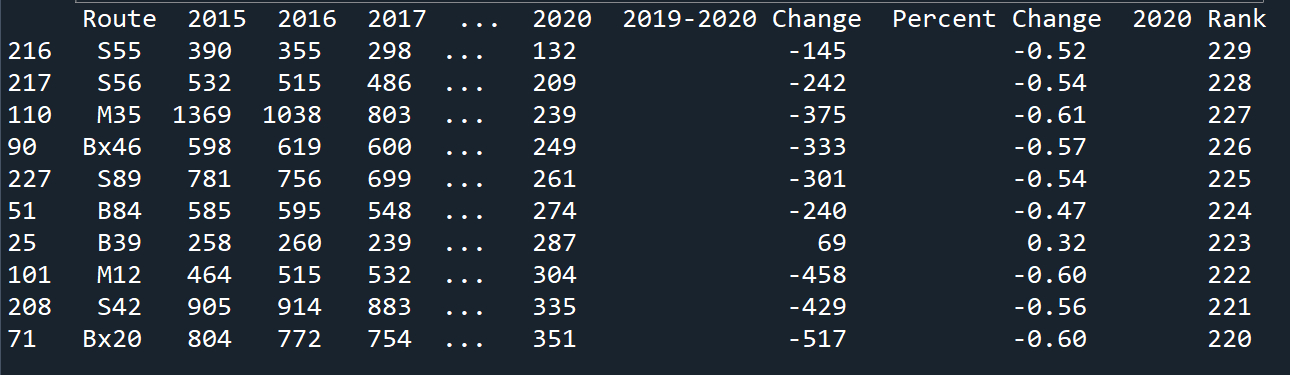 Route 2015 2016 2017 ... 2020 2019-2020 Change Percent Change 2020 Rank
216 S55 390 355 298 ... 132 -145 -0.52 229
217 S56 532 515 486 ... 209 -242 -0.54 228
110 M35 1369 1038 803 ... 239 -375 -0.61 227
90 Bx46 598 619 600 ... 249 -333 -0.57 226
227 S89 781 756 699 ... 261 -301 -0.54 225
51 B84 585 595 548 ... 274 -240 -0.47 224
25 B39 258 260 239 ... 287 69 0.32 223
101 M12 464 515 532 ... 304 -458 -0.60 222
208 S42 905 914 883 ... 335 -429 -0.56 221
71 Bx20 804 772 754 ... 351 -517 -0.60 220